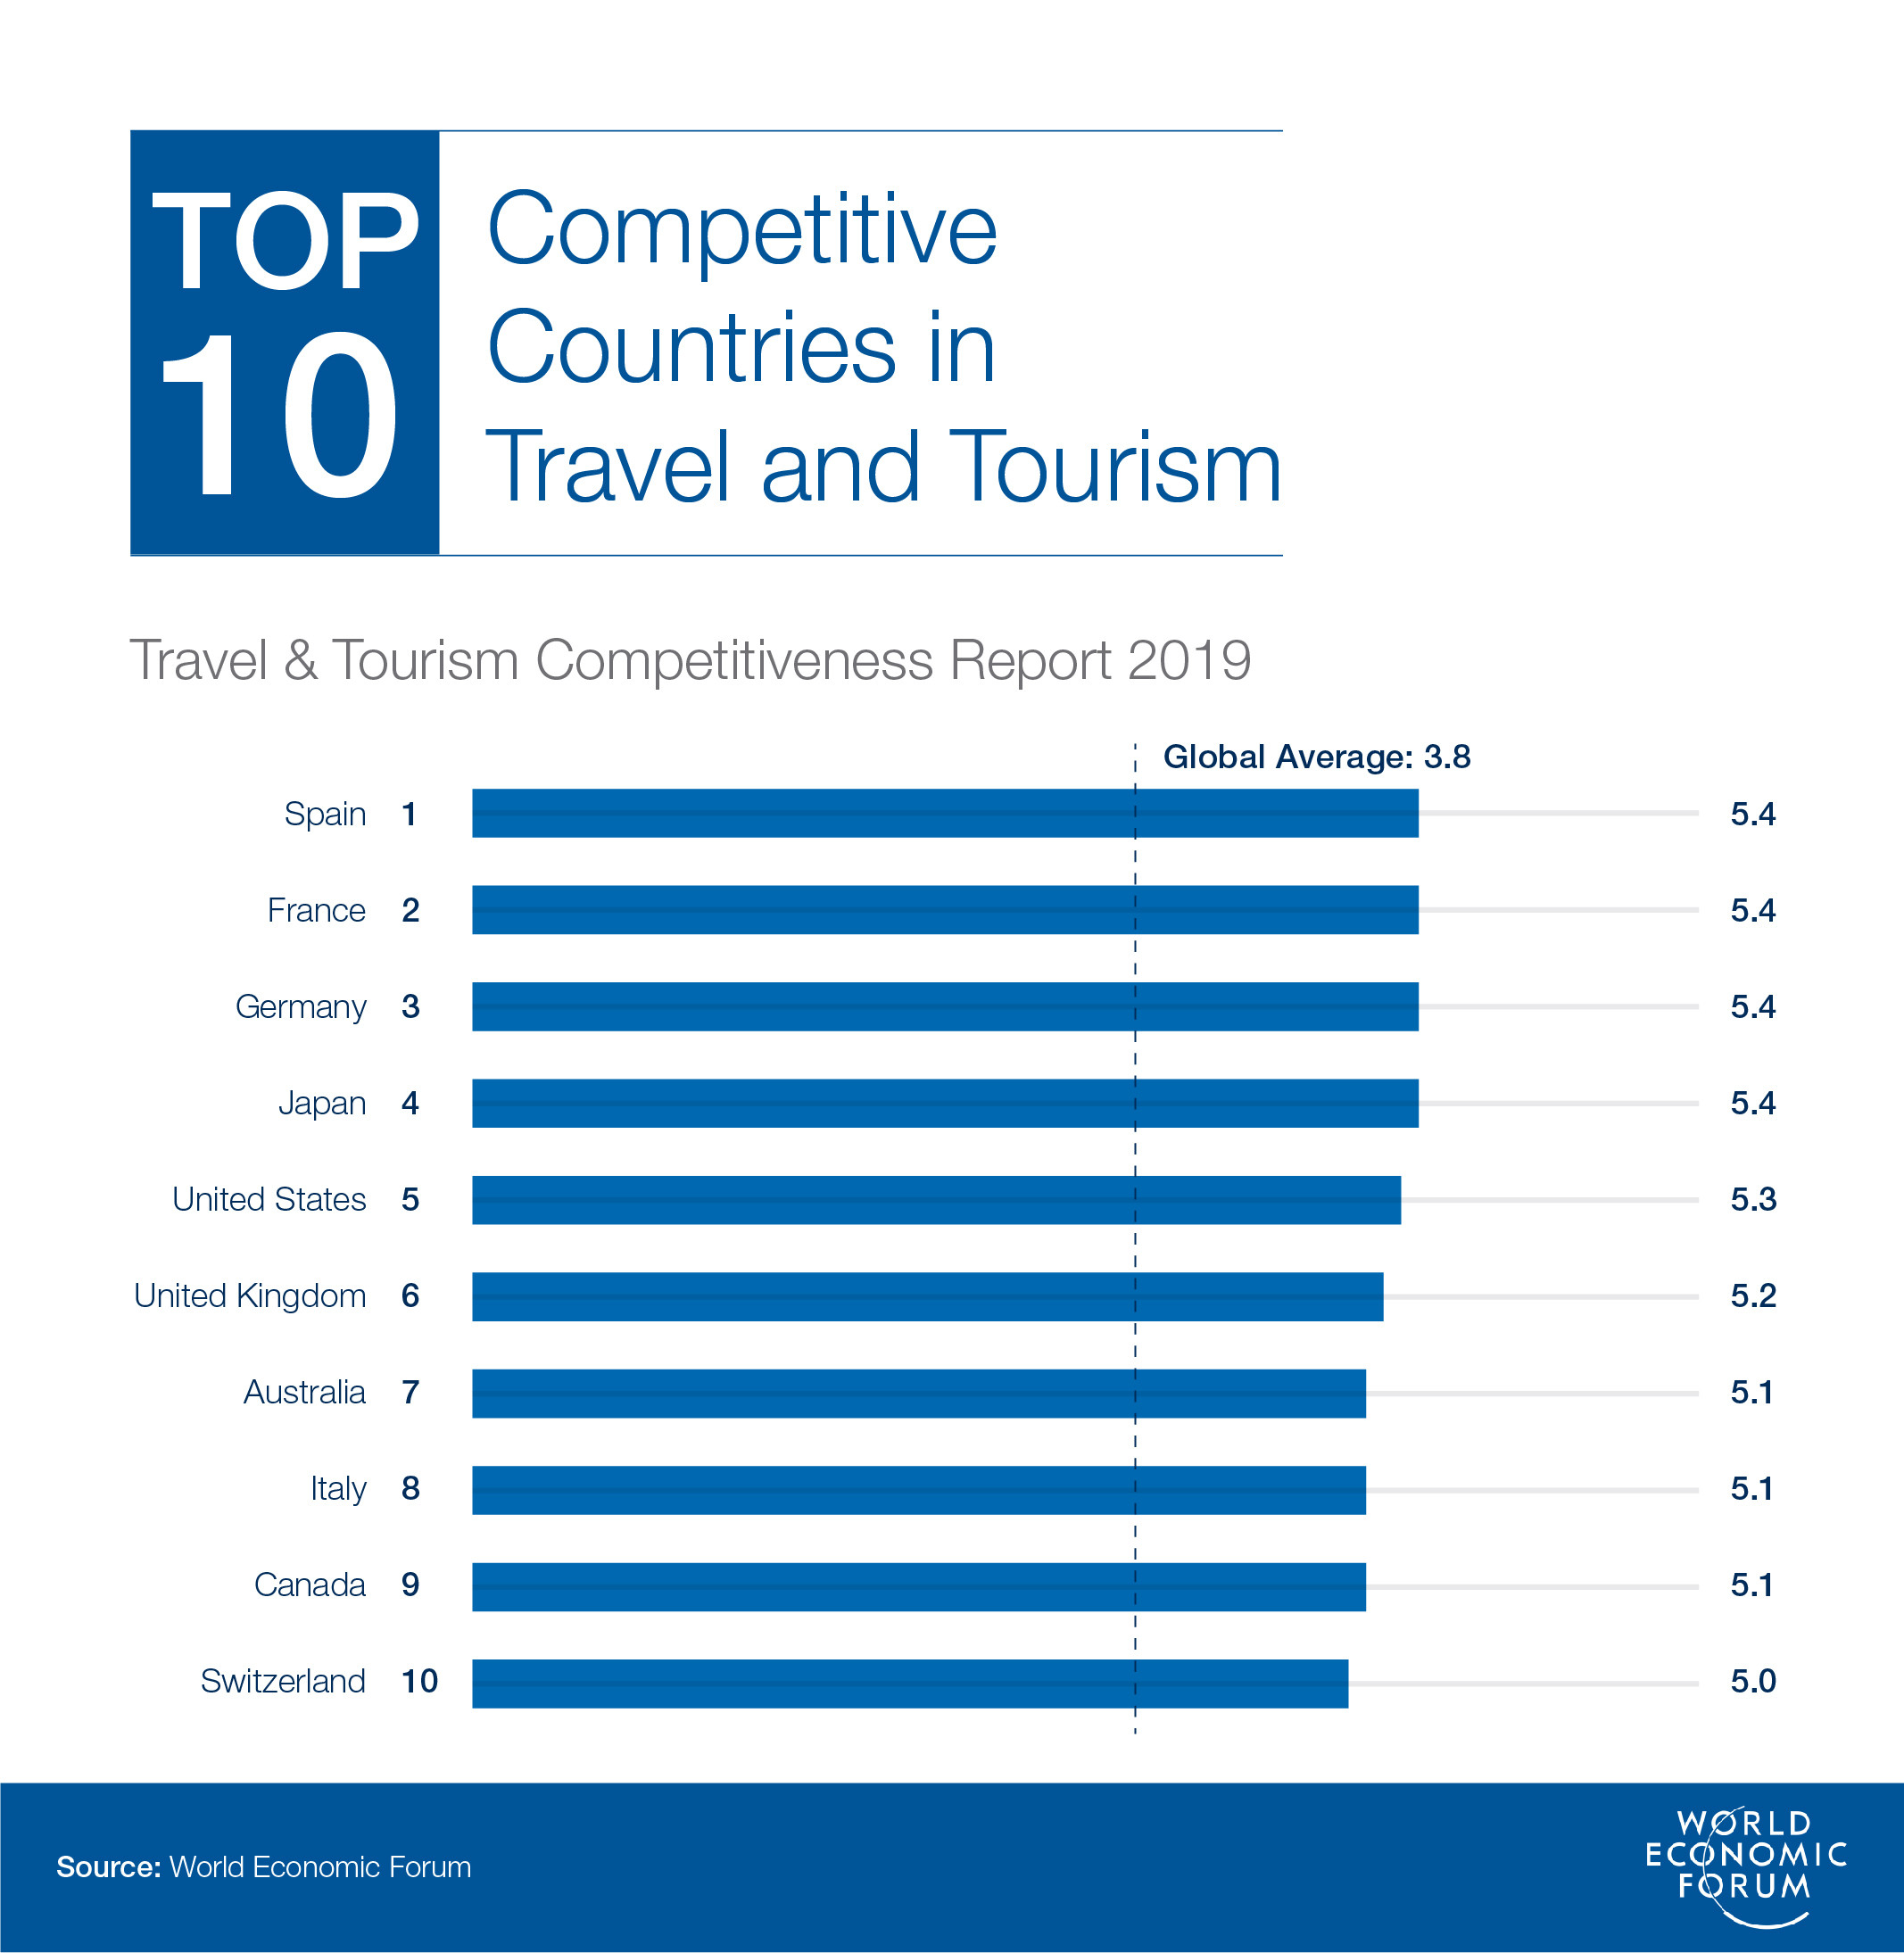 TOP
10
Competitive
Countries in
Travel and Tourism
Travel & Tourism Competitiveness Report 2019
Global Average: 3.8
Spain 1 5.4
France 2 5.4
Germany 3 5.4
Japan 4 5.4
United States 5 5.3
United Kingdom 6 5.2
Australia 7 5.1
Italy 8 5.1
Canada 9 5.1
Switzerland 10 5.0
Source: World Economic Forum
WORLD
ECONOMIC
FORUM